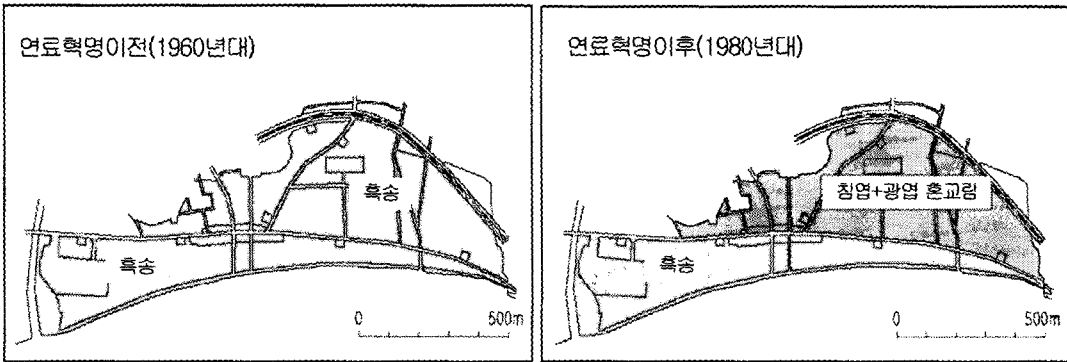 연료혁명이전(1960년대)
흑송
흑송
0 500m
연료혁명이후(1980년대)
침엽+광엽 혼교림
흑송
0 500m